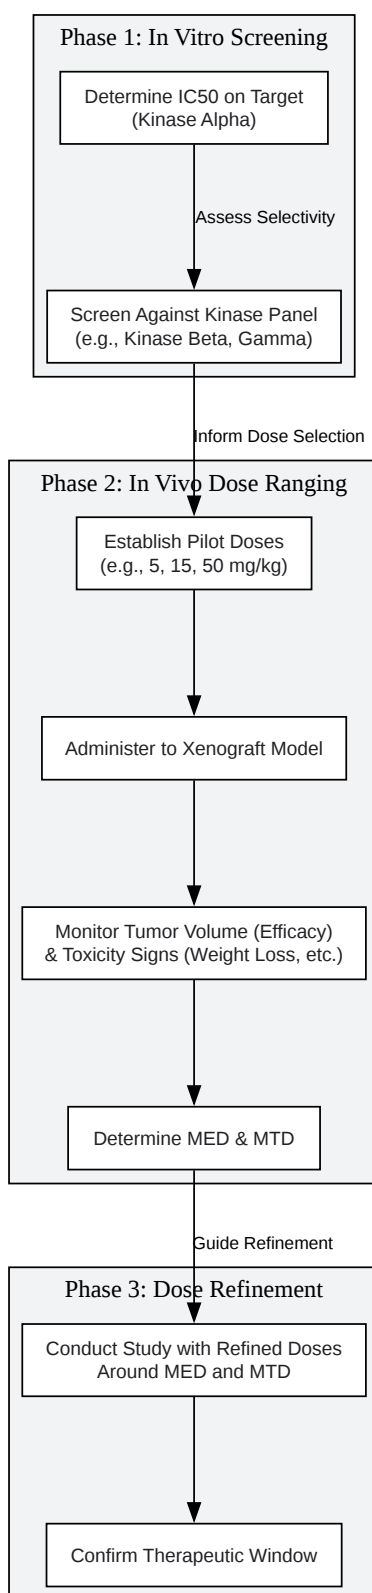 Phase 1: In Vitro Screening
Determine IC50 on Target
(Kinase Alpha)
Assess Selectivity
Screen Against Kinase Panel
(e.g., Kinase Beta, Gamma)
Inform Dose Selection
Phase 2: In Vivo Dose Ranging
Establish Pilot Doses
(e.g., 5, 15, 50 mg/kg)
Administer to Xenograft Model
Monitor Tumor Volume (Efficacy)
& Toxicity Signs (Weight Loss, etc.)
Determine MED & MTD
Guide Refinement
Phase 3: Dose Refinement
Conduct Study with Refined Doses
Around MED and MTD
Confirm Therapeutic Window